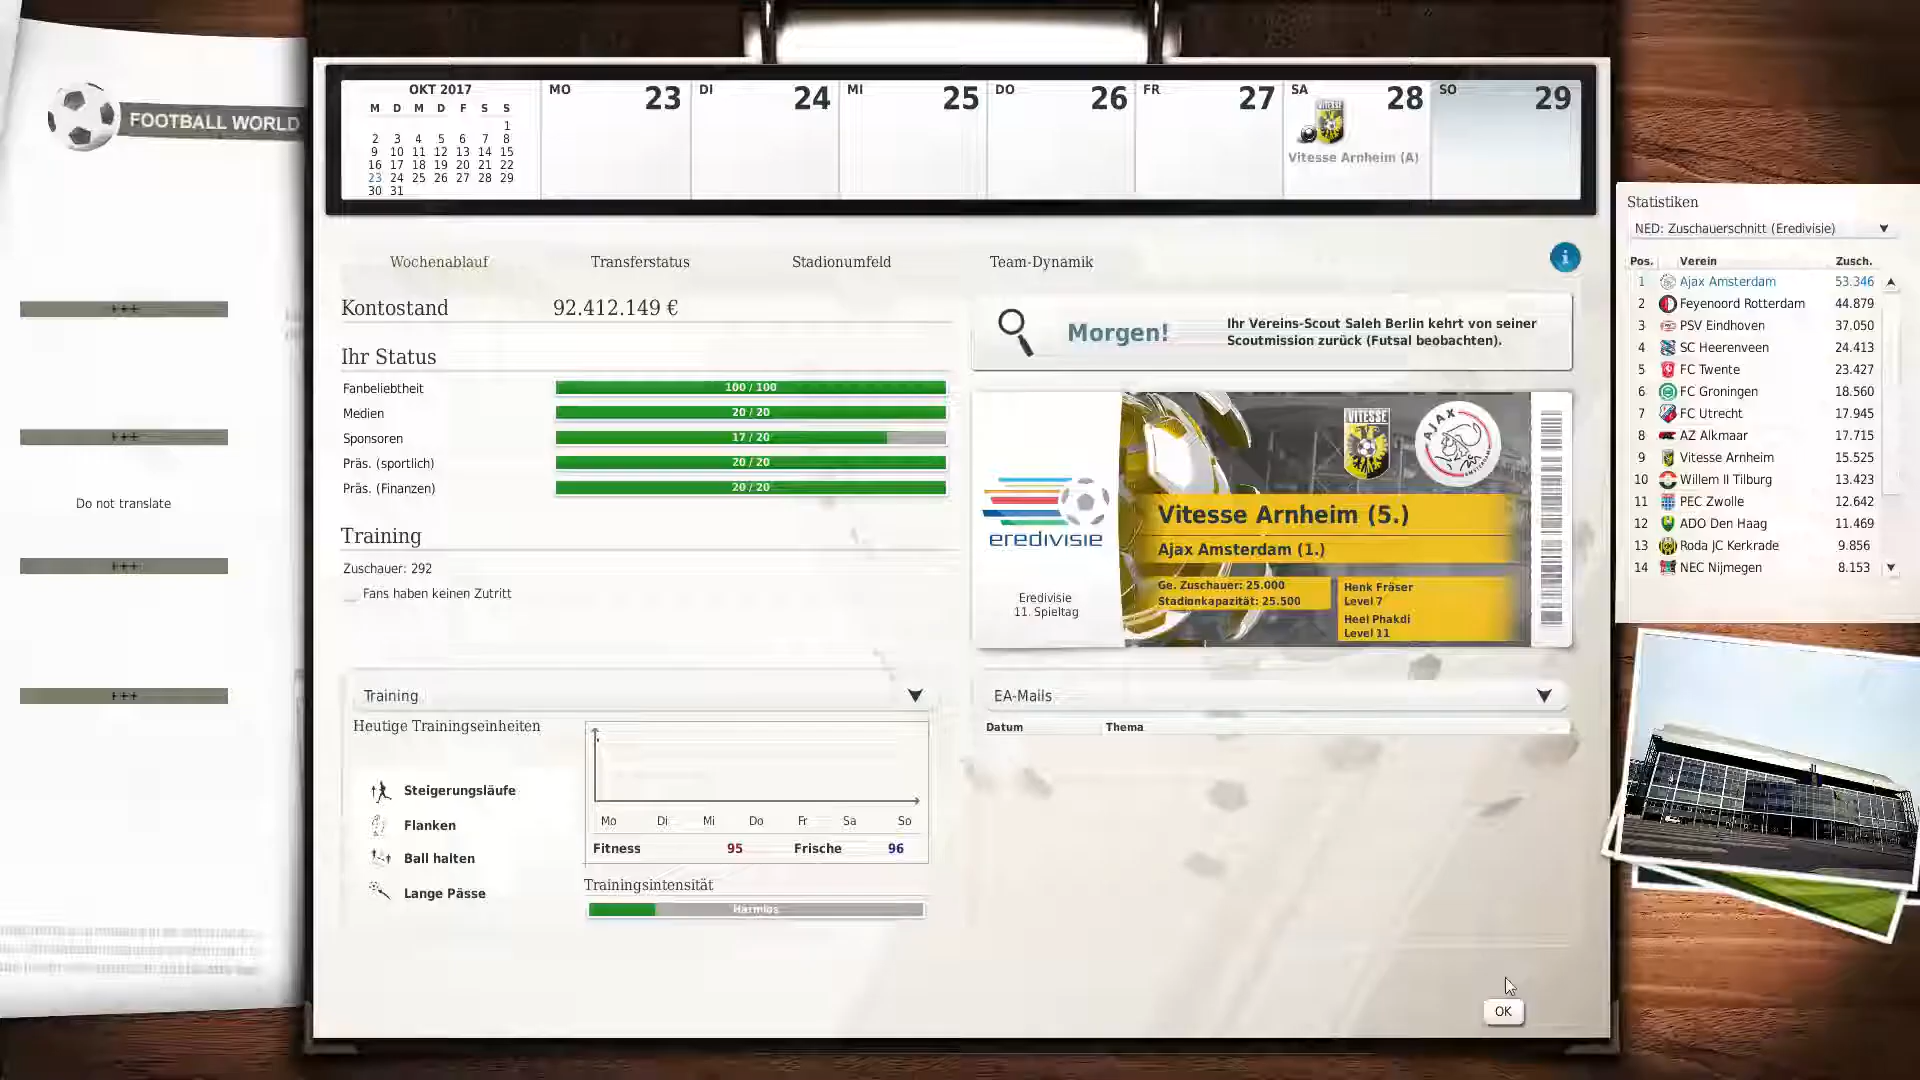 FOOTBALL WORLD
+++
+++
Do not translate
+++
+++
OKT 2017
M D M D F S S
1
2 3 4 5 6 7 8
9 10 11 12 13 14 15
16 17 18 19 20 21 22
23 24 25 26 27 28 29
30 31
MO 23
DI 24
MI 25
DO 26
FR 27
SA 28
VITESSE
Vitesse Arnheim (A)
SO 29
Wochenablauf Transferstatus Stadionumfeld Team-Dynamik
Kontostand 92.412.149 €
Ihr Status
Fanbeliebtheit 100 / 100
Medien 20 / 20
Sponsoren 17 / 20
Präs. (sportlich) 20 / 20
Präs. (Finanzen) 20 / 20
Training
Zuschauer: 292
Fans haben keinen Zutritt
Training
Heutige Trainingseinheiten
Steigerungsläufe
Flanken
Ball halten
Lange Pässe
Mo Di Mi Do Fr Sa So
Fitness 95 Frische 96
Trainingsintensität
Harmlos
i
Morgen!
Ihr Vereins-Scout Saleh Berlin kehrt von seiner
Scoutmission zurück (Futsal beobachten).
eredivisie
Eredivisie
11. Spieltag
VITESSE
AJAX
AMSTERDAM
Vitesse Arnheim (5.)
Ajax Amsterdam (1.)
Ge. Zuschauer: 25.000
Stadionkapazität: 25.500
Henk Fräser
Level 7
Heel Phakdi
Level 11
EA-Mails
Datum Thema
OK
Statistiken
NED: Zuschauerschnitt (Eredivisie)
Pos. Verein Zusch.
1 Ajax Amsterdam 53.346
2 Feyenoord Rotterdam 44.879
3 PSV Eindhoven 37.050
4 SC Heerenveen 24.413
5 FC Twente 23.427
6 FC Groningen 18.560
7 FC Utrecht 17.945
8 AZ Alkmaar 17.715
9 Vitesse Arnheim 15.525
10 Willem II Tilburg 13.423
11 PEC Zwolle 12.642
12 ADO Den Haag 11.469
13 Roda JC Kerkrade 9.856
14 NEC Nijmegen 8.153